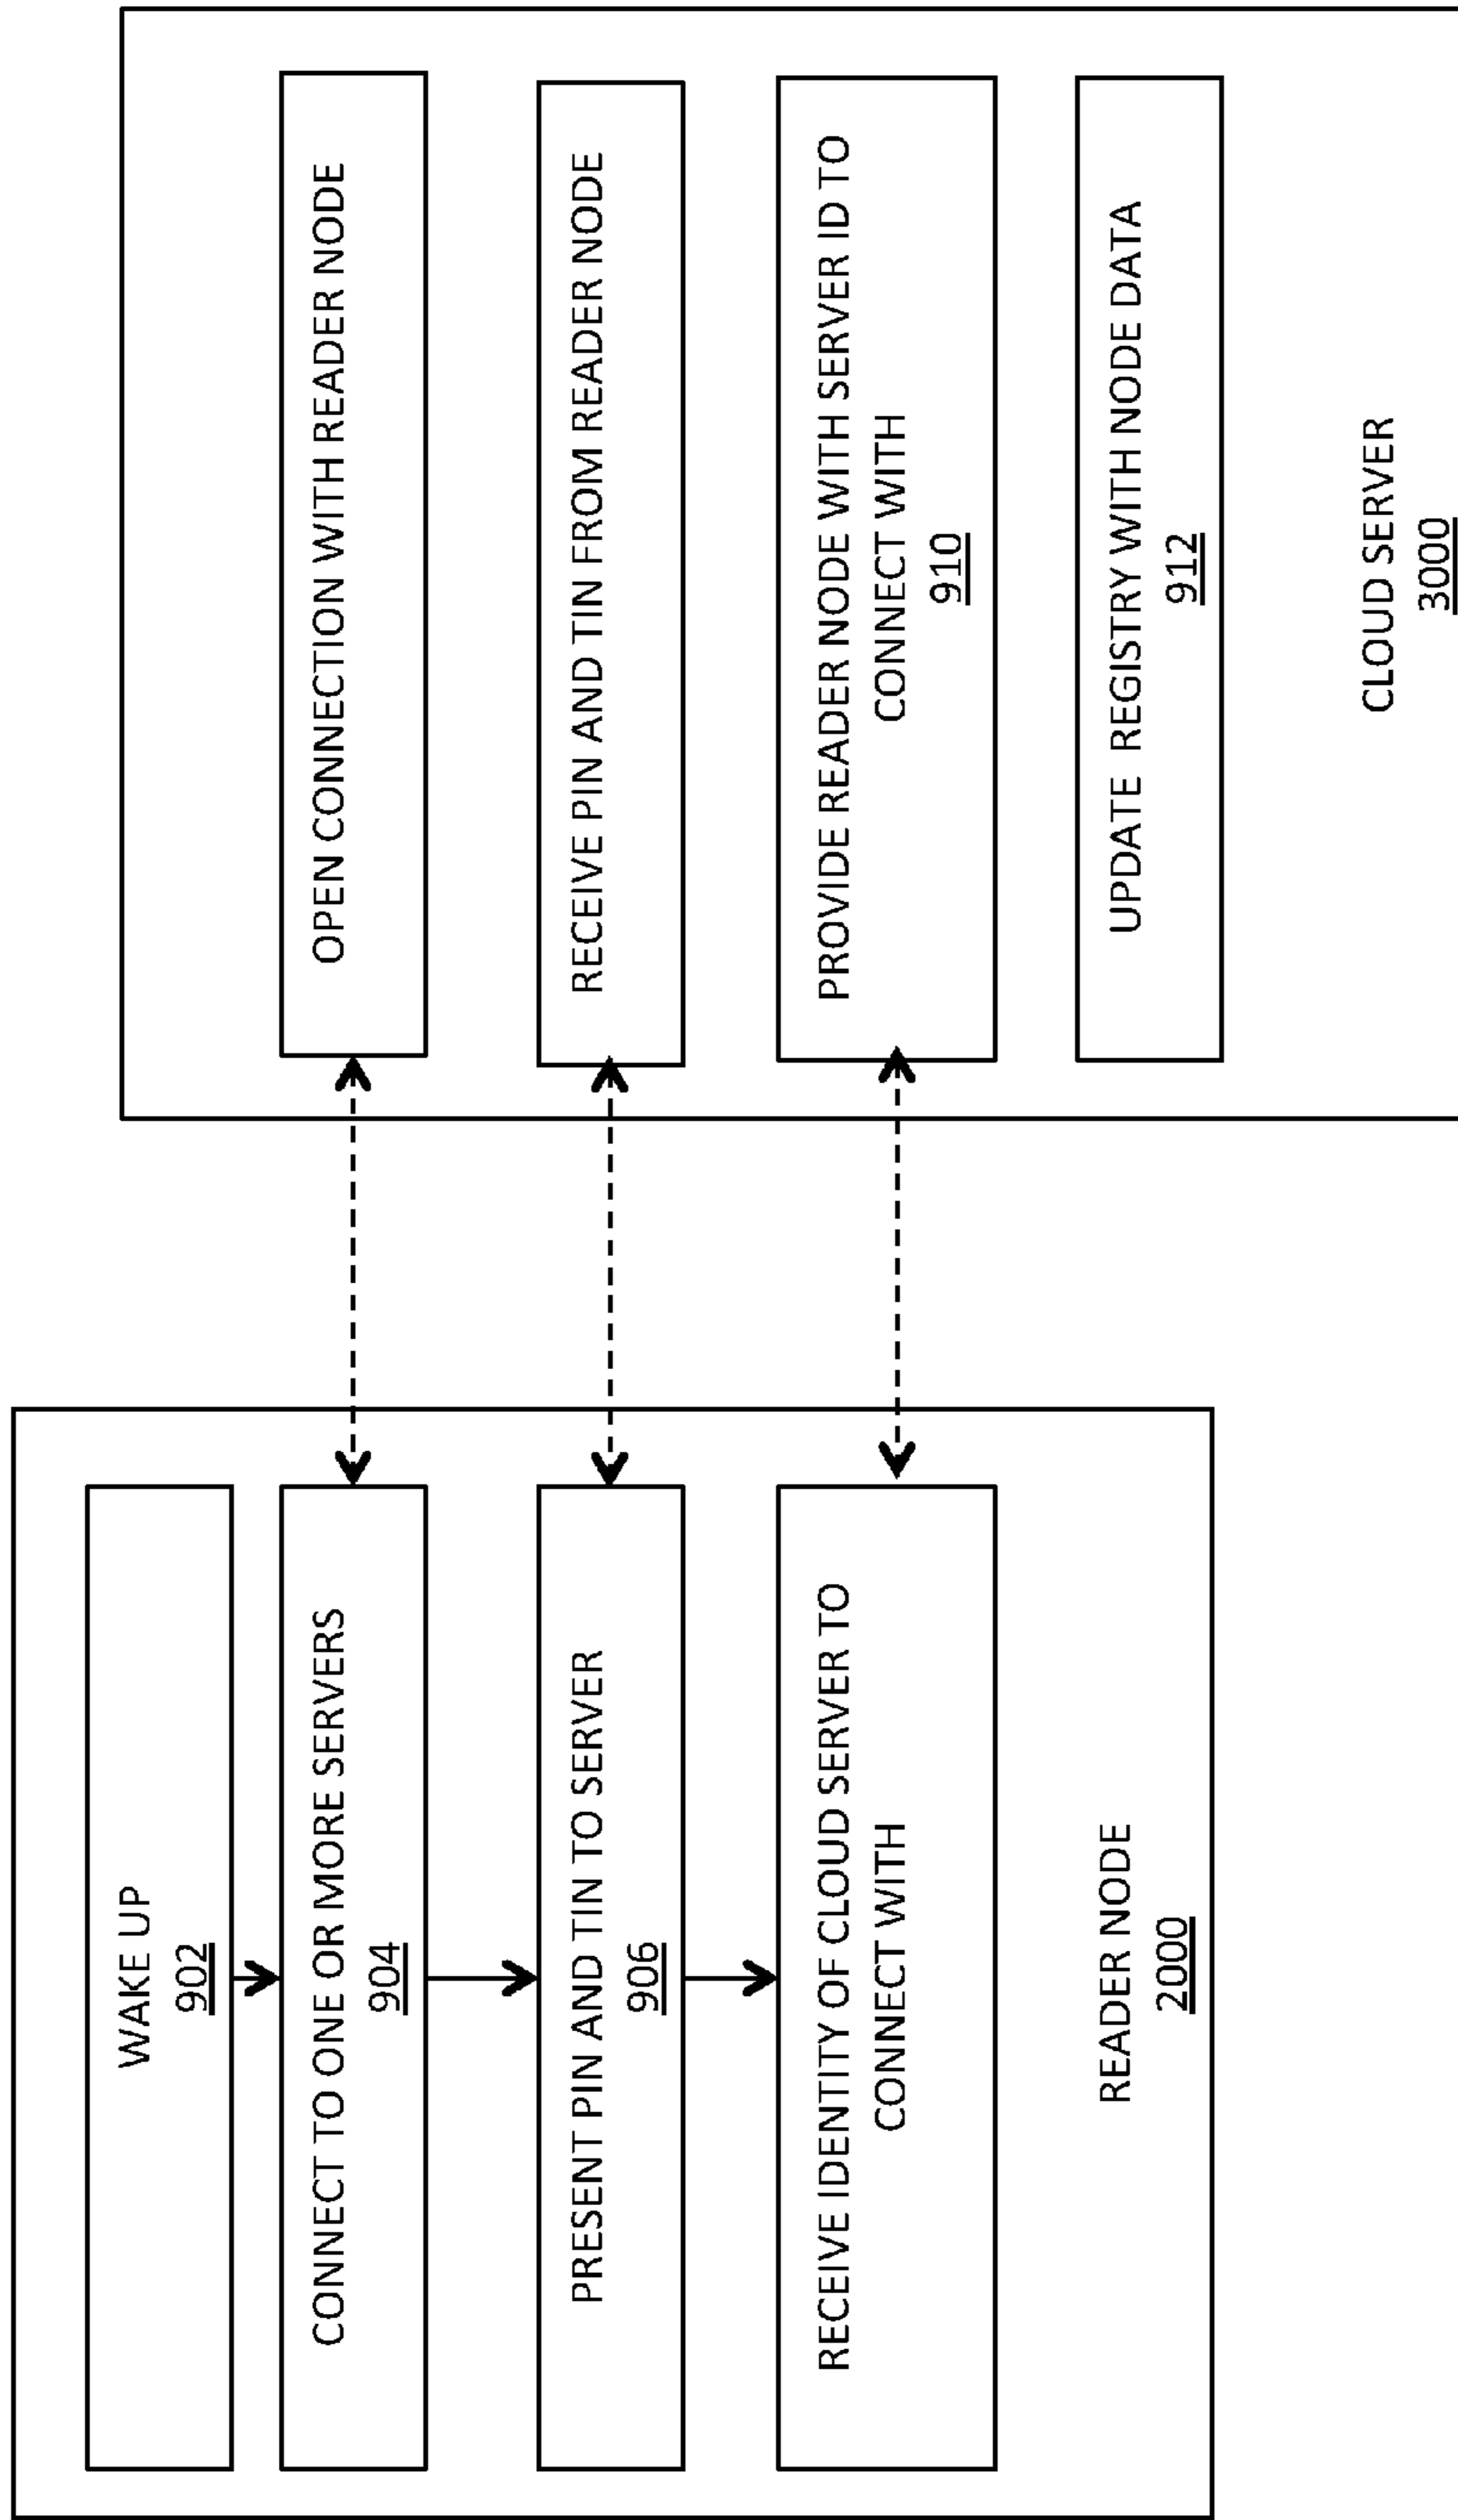 WAKE UP
902
CONNECT TO ONE OR MORE SERVERS
904
PRESENT PIN AND TIN TO SERVER
906
RECEIVE IDENTITY OF CLOUD SERVER TO
CONNECT WITH
READER NODE
2000
OPEN CONNECTION WITH READER NODE
RECEIVE PIN AND TIN FROM READER NODE
PROVIDE READER NODE WITH SERVER ID TO
CONNECT WITH
910
UPDATE REGISTRY WITH NODE DATA
912
CLOUD SERVER
3000